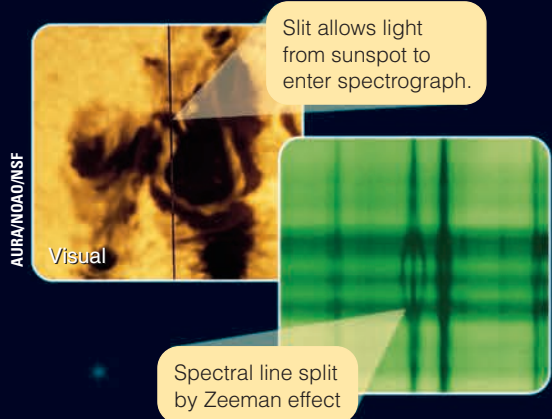 Slit allows light
from sunspot to
enter spectrograph.
AURA/NOAO/NSF
Visual
Spectral line split
by Zeeman effect